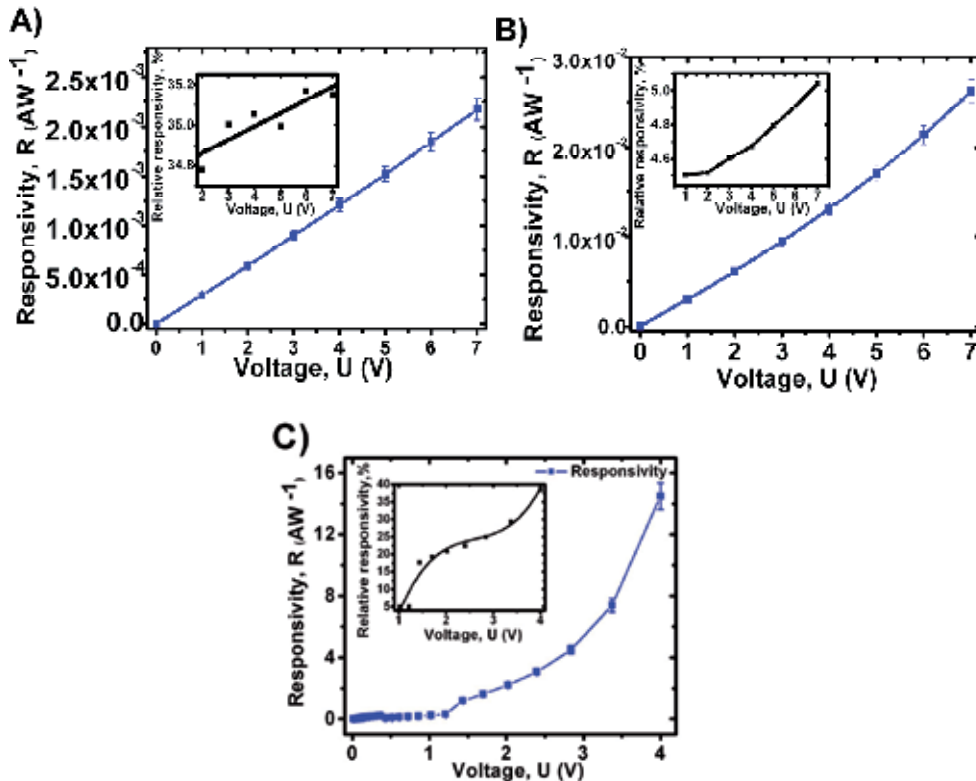 A)
Responsivity, R (AW -1)
2.5x10-3
2.0x10-3
1.5x10-3
1.0x10-3
5.0x10-4
0.0
0 1 2 3 4 5 6 7
Voltage, U (V)
Relative responsivity, %
35.2
35.0
34.8
2 3 4 5 6 7
Voltage, U (V)
B)
Responsivity, R (AW -1)
3.0x10-2
2.0x10-2
1.0x10-2
0.0
0 1 2 3 4 5 6 7
Voltage, U (V)
Relative responsivity, %
5.0
4.8
4.6
1 2 3 4 5 6 7
Voltage, U (V)
C)
Responsivity, R (AW -1)
16
12
8
4
0
0 1 2 3 4
Voltage, U (V)
Responsivity
Relative responsivity,%
40
35
30
25
20
15
10
5
1 2 3 4
Voltage, U (V)